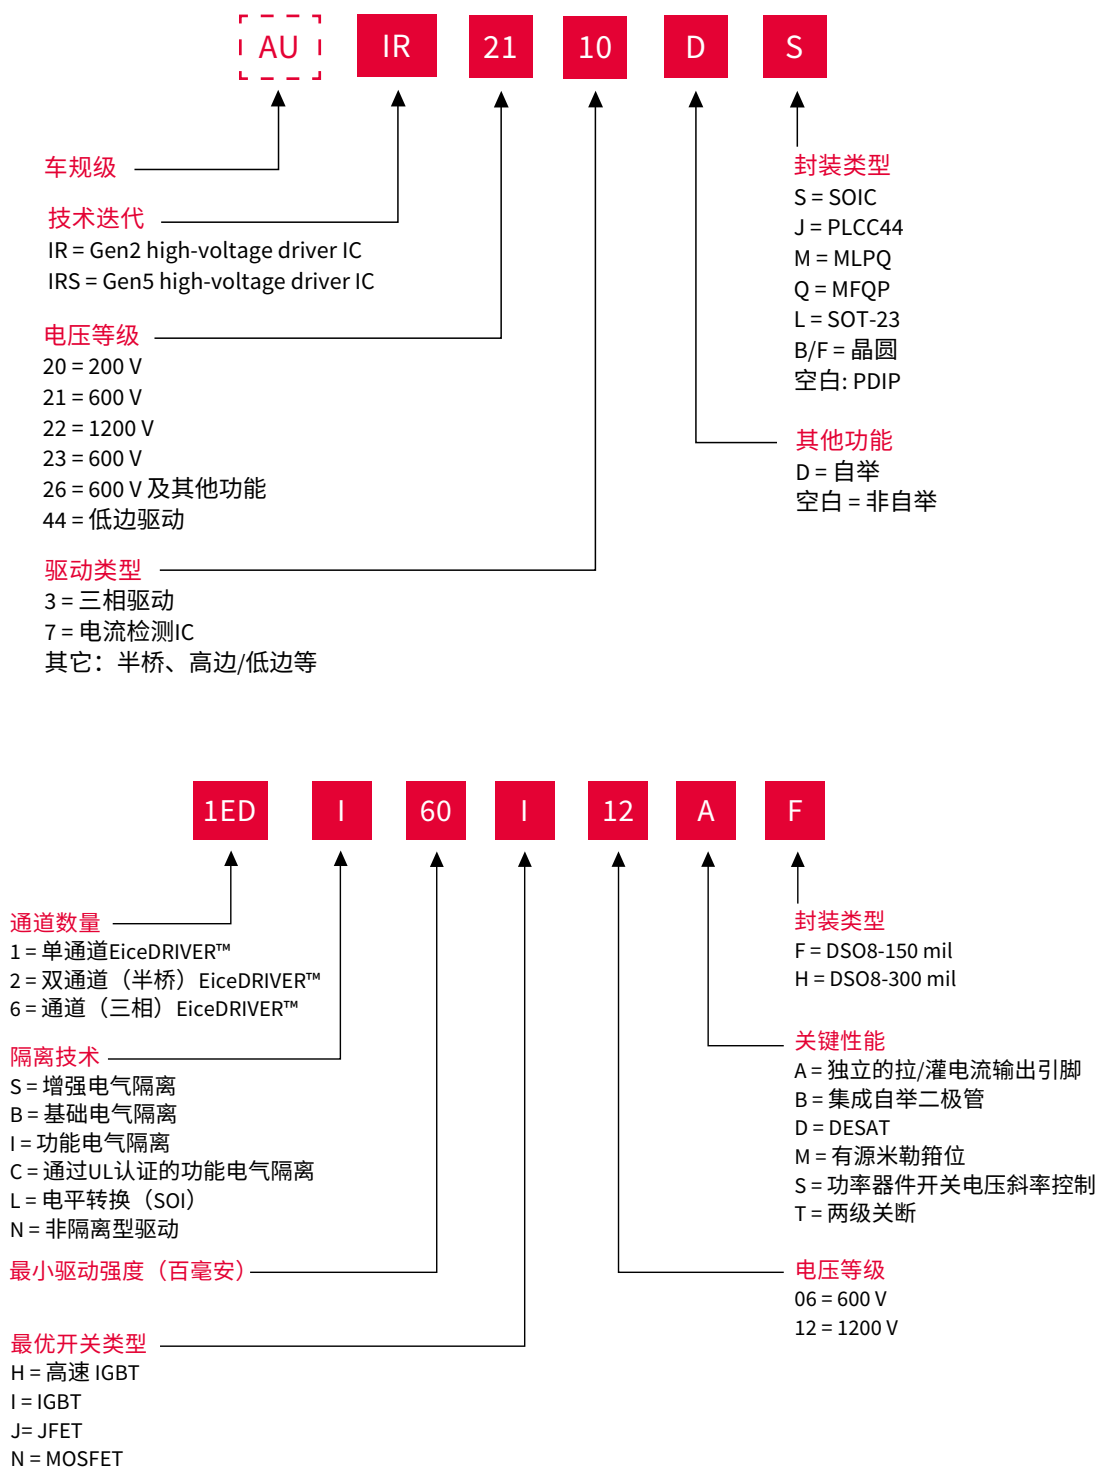 AU IR 21 10 D S
车规级
技术迭代
IR = Gen2 high-voltage driver IC
IRS = Gen5 high-voltage driver IC
电压等级
20 = 200 V
21 = 600 V
22 = 1200 V
23 = 600 V
26 = 600 V 及其他功能
44 = 低边驱动
驱动类型
3 = 三相驱动
7 = 电流检测IC
其它：半桥、高边/低边等
封装类型
S = SOIC
J = PLCC44
M = MLPQ
Q = MFQP
L = SOT-23
B/F = 晶圆
空白: PDIP
其他功能
D = 自举
空白 = 非自举
1ED I 60 I 12 A F
通道数量
1 = 单通道EiceDRIVER™
2 = 双通道（半桥）EiceDRIVER™
6 = 通道（三相）EiceDRIVER™
隔离技术
S = 增强电气隔离
B = 基础电气隔离
I = 功能电气隔离
C = 通过UL认证的功能电气隔离
L = 电平转换（SOI）
N = 非隔离型驱动
最小驱动强度（百毫安）
最优开关类型
H = 高速 IGBT
I = IGBT
J= JFET
N = MOSFET
封装类型
F = DSO8-150 mil
H = DSO8-300 mil
关键性能
A = 独立的拉/灌电流输出引脚
B = 集成自举二极管
D = DESAT
M = 有源米勒箝位
S = 功率器件开关电压斜率控制
T = 两级关断
电压等级
06 = 600 V
12 = 1200 V